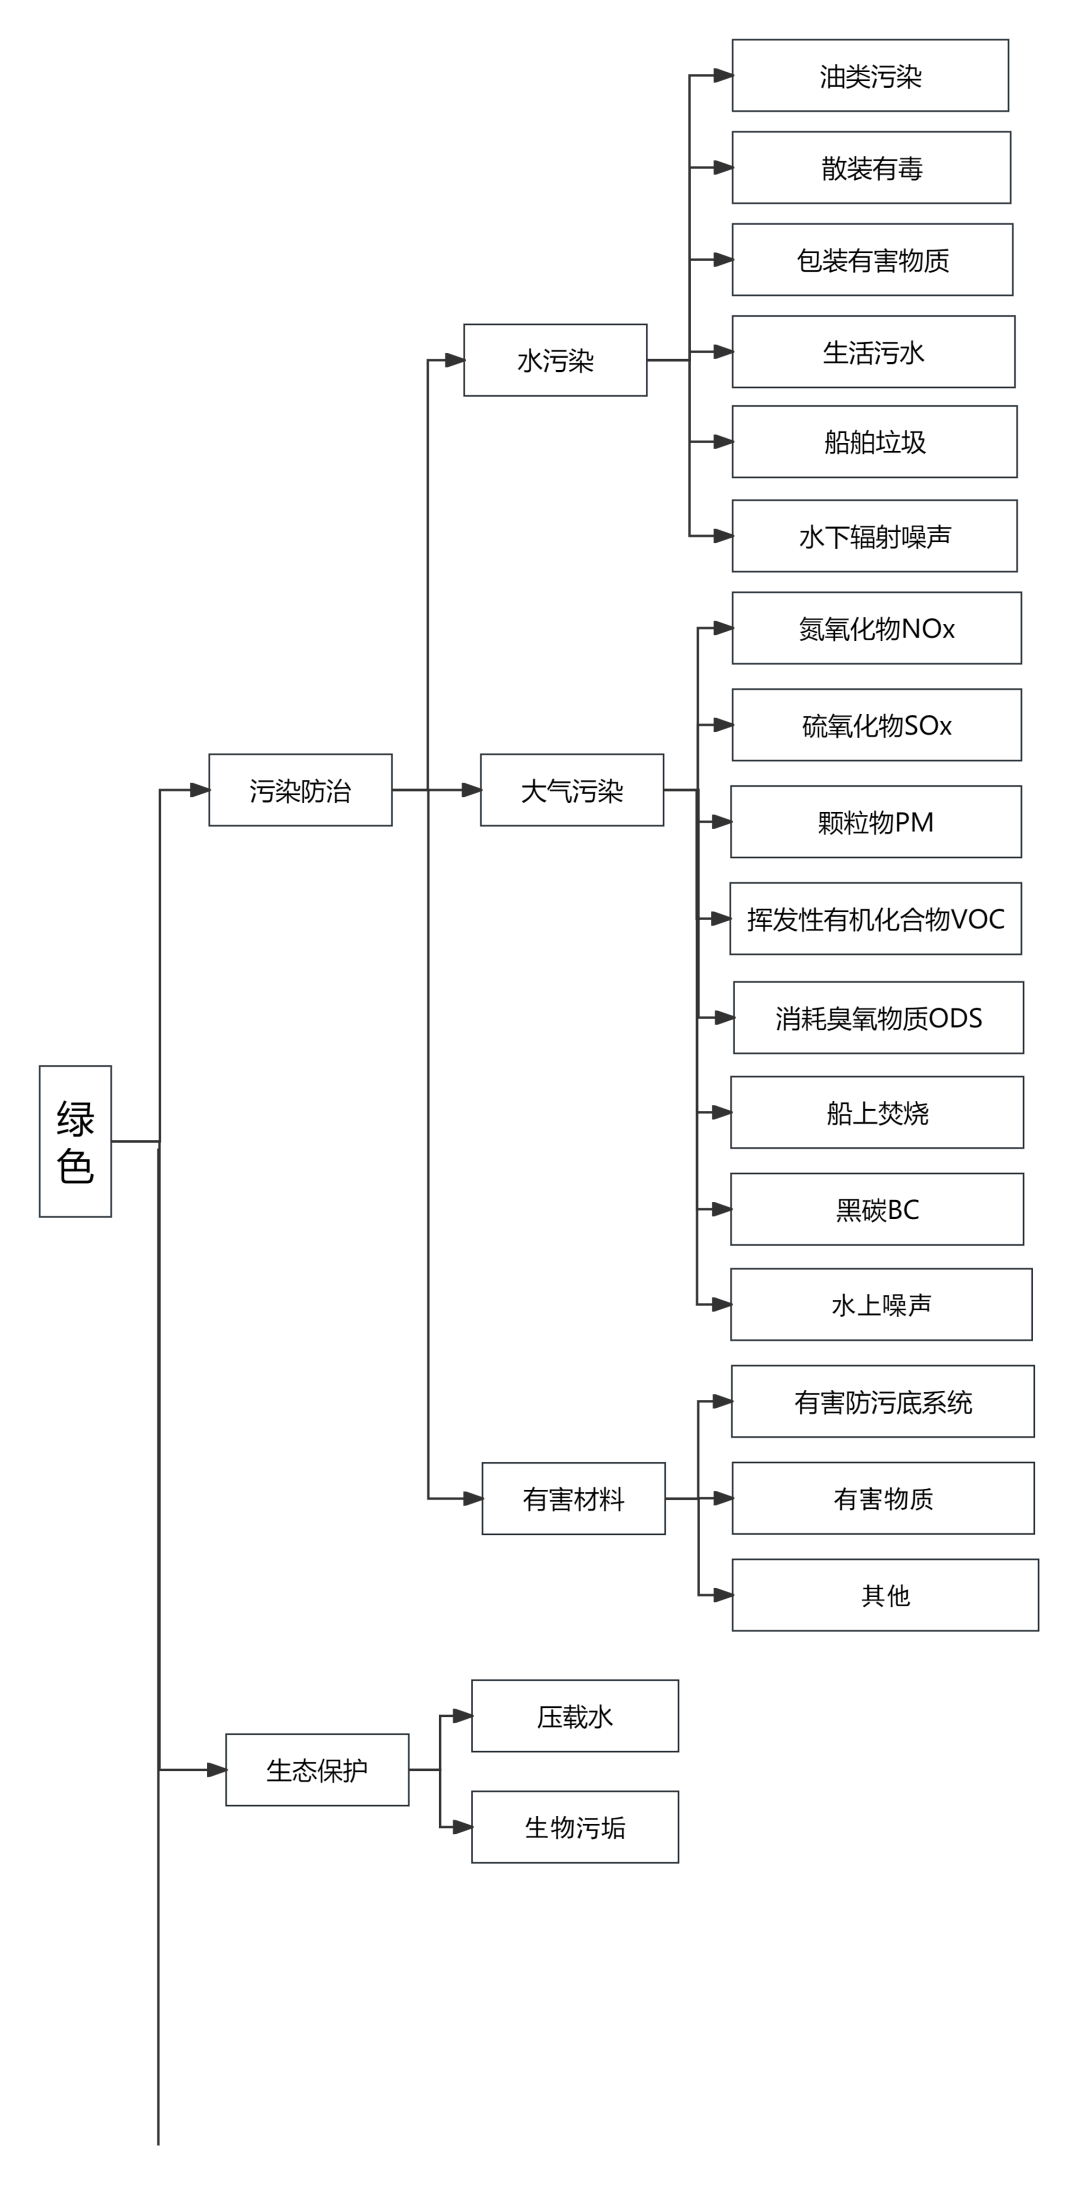 油类污染
散装有毒
包装有害物质
生活污水
水污染
船舶垃圾
水下辐射噪声
氮氧化物NOx
硫氧化物SOx
污染防治
大气污染
颗粒物PM
挥发性有机化合物VOC
消耗臭氧物质ODS
绿
色
船上焚烧
黑碳BC
水上噪声
有害防污底系统
有害材料
有害物质
其他
压载水
生态保护
生物污垢